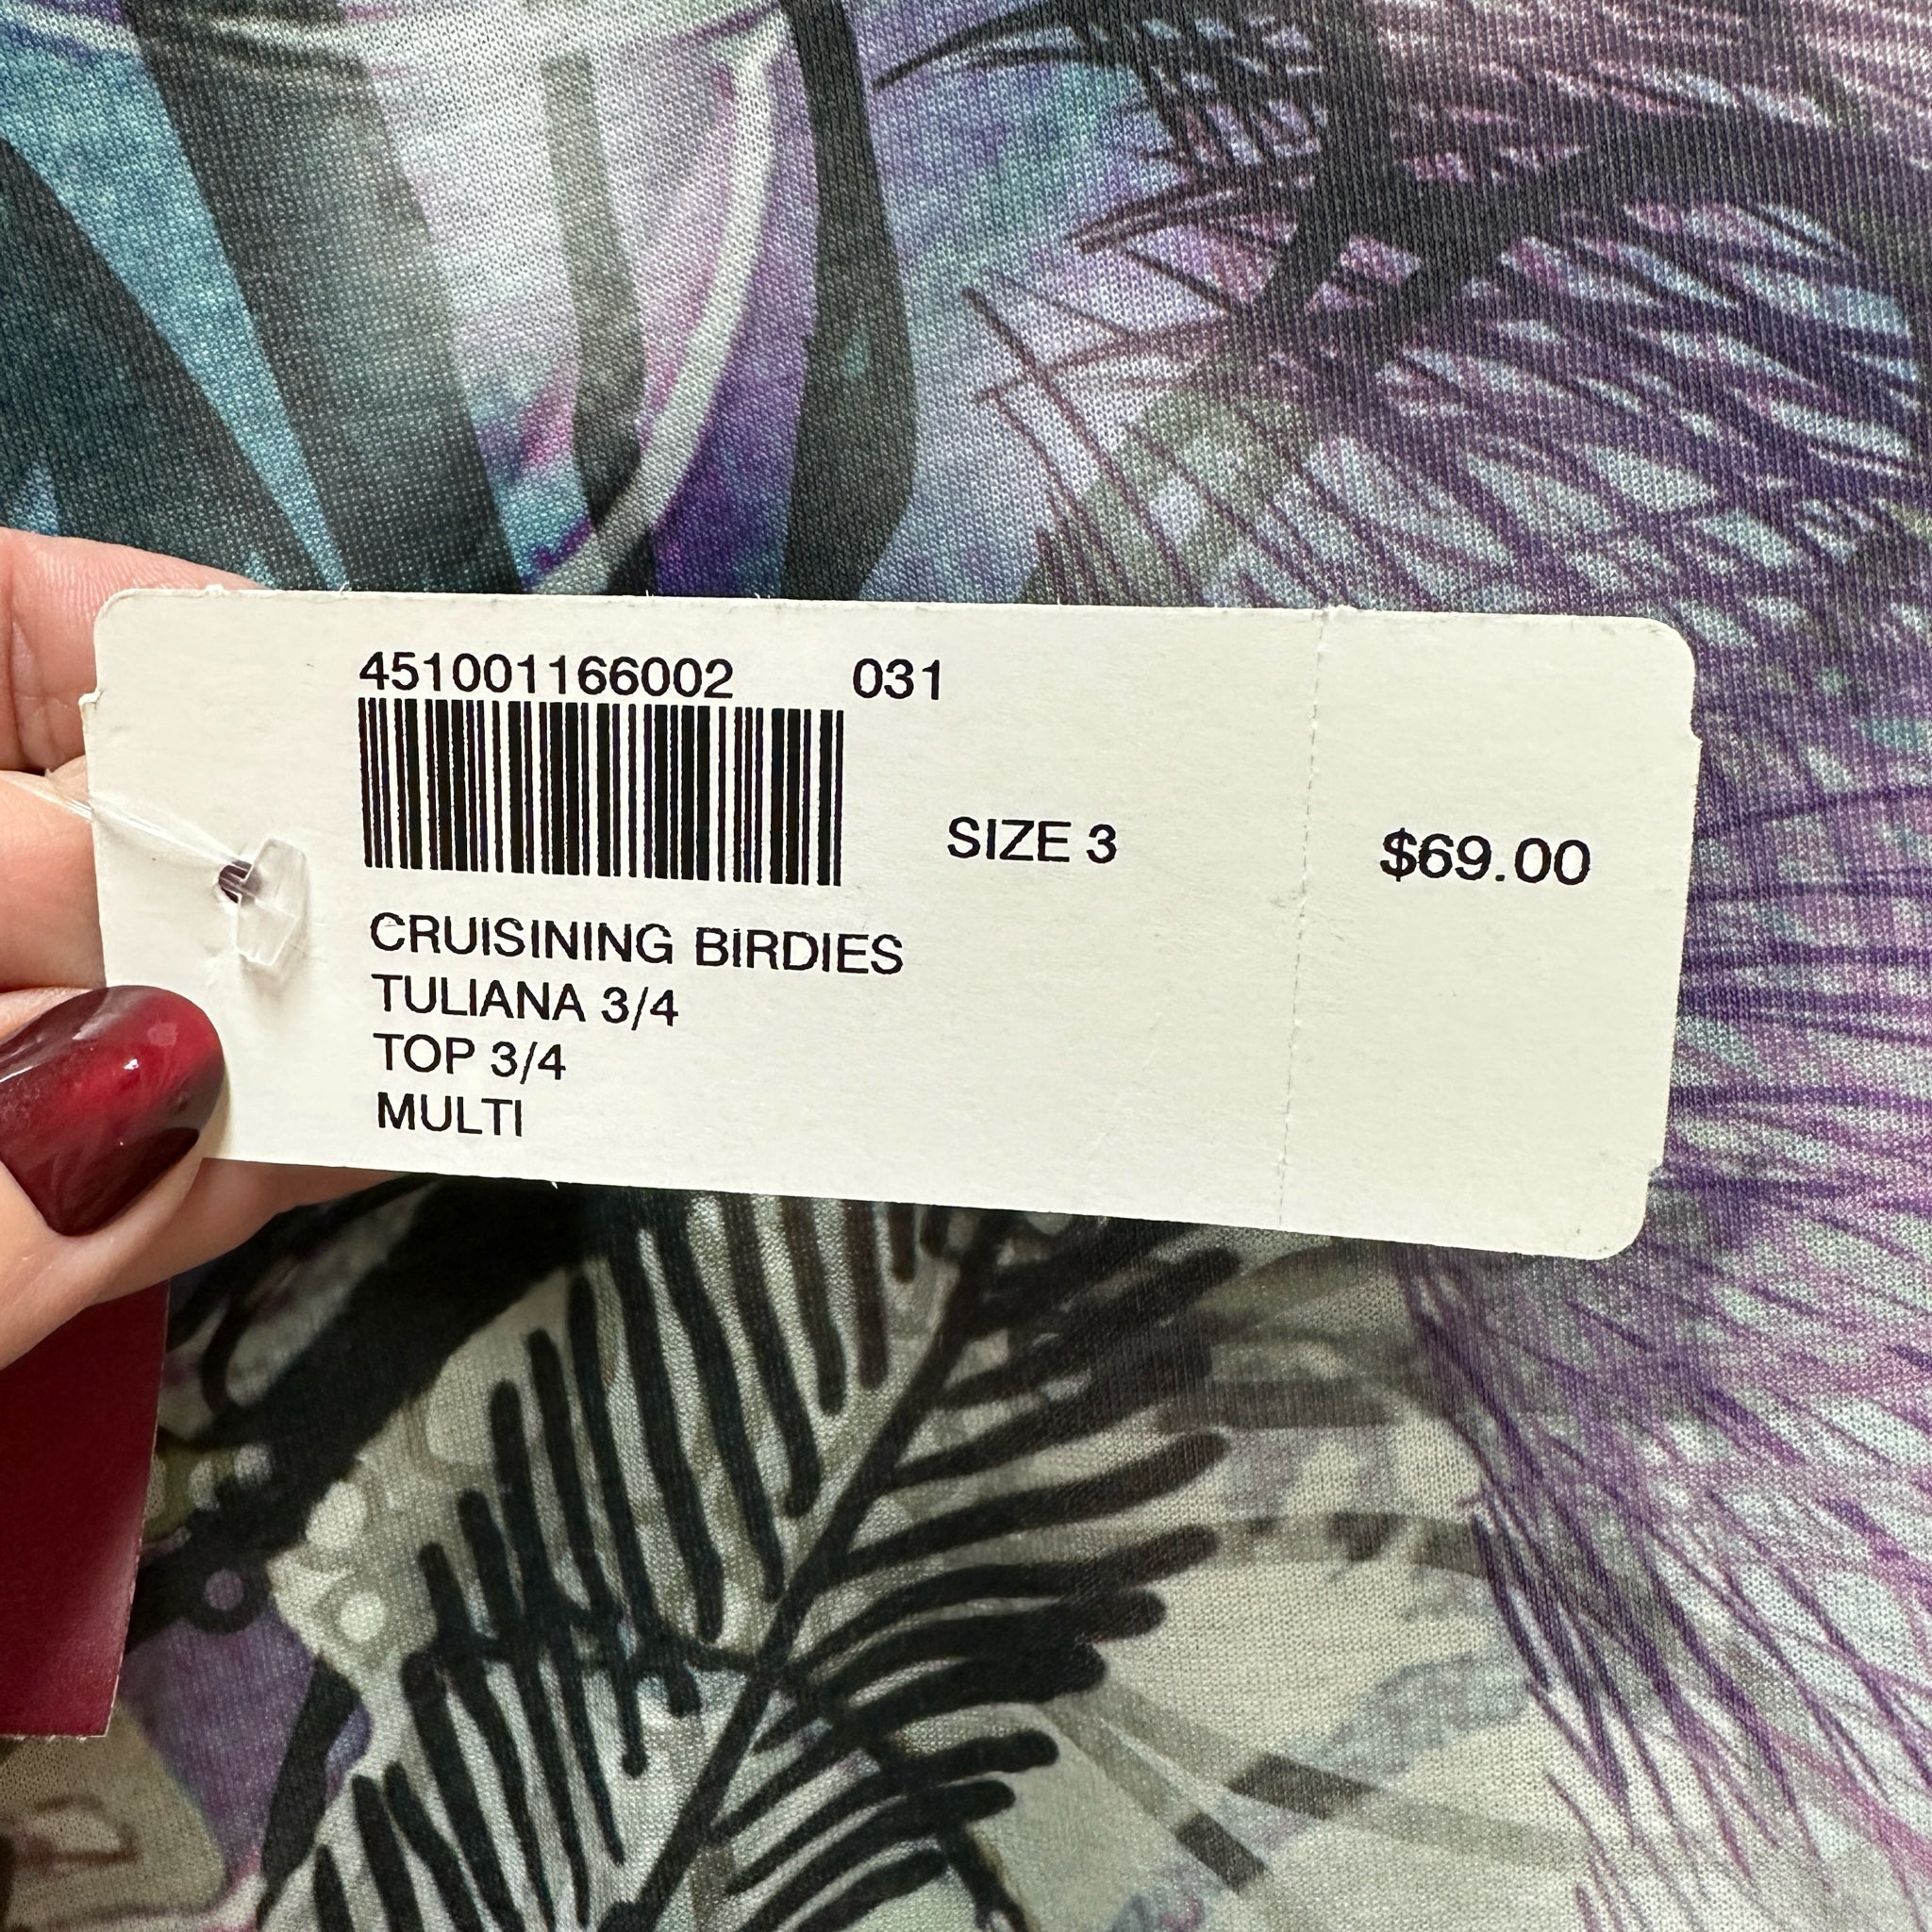 451001166002 031
SIZE 3
$69.00
CRUISINING BIRDIES
TULIANA 3/4
TOP 3/4
MULTI